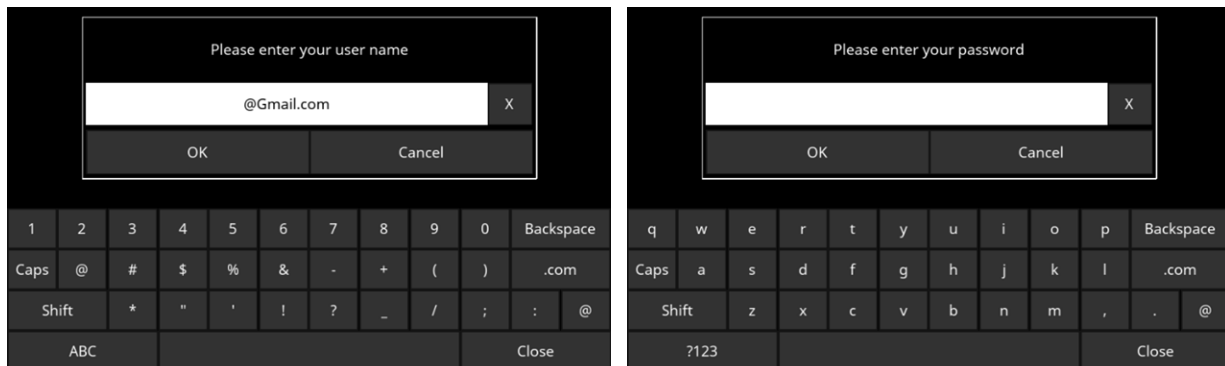 Please enter your user name
@Gmail.com X
OK Cancel
1 2 3 4 5 6 7 8 9 0 Backspace
Caps @ # $ % & - + ( ) .com
Shift * " ' ! ? _ / ; : @
ABC Close
Please enter your password
X
OK Cancel
q w e r t y u i o p Backspace
Caps a s d f g h j k l .com
Shift z x c v b n m , . @
?123 Close